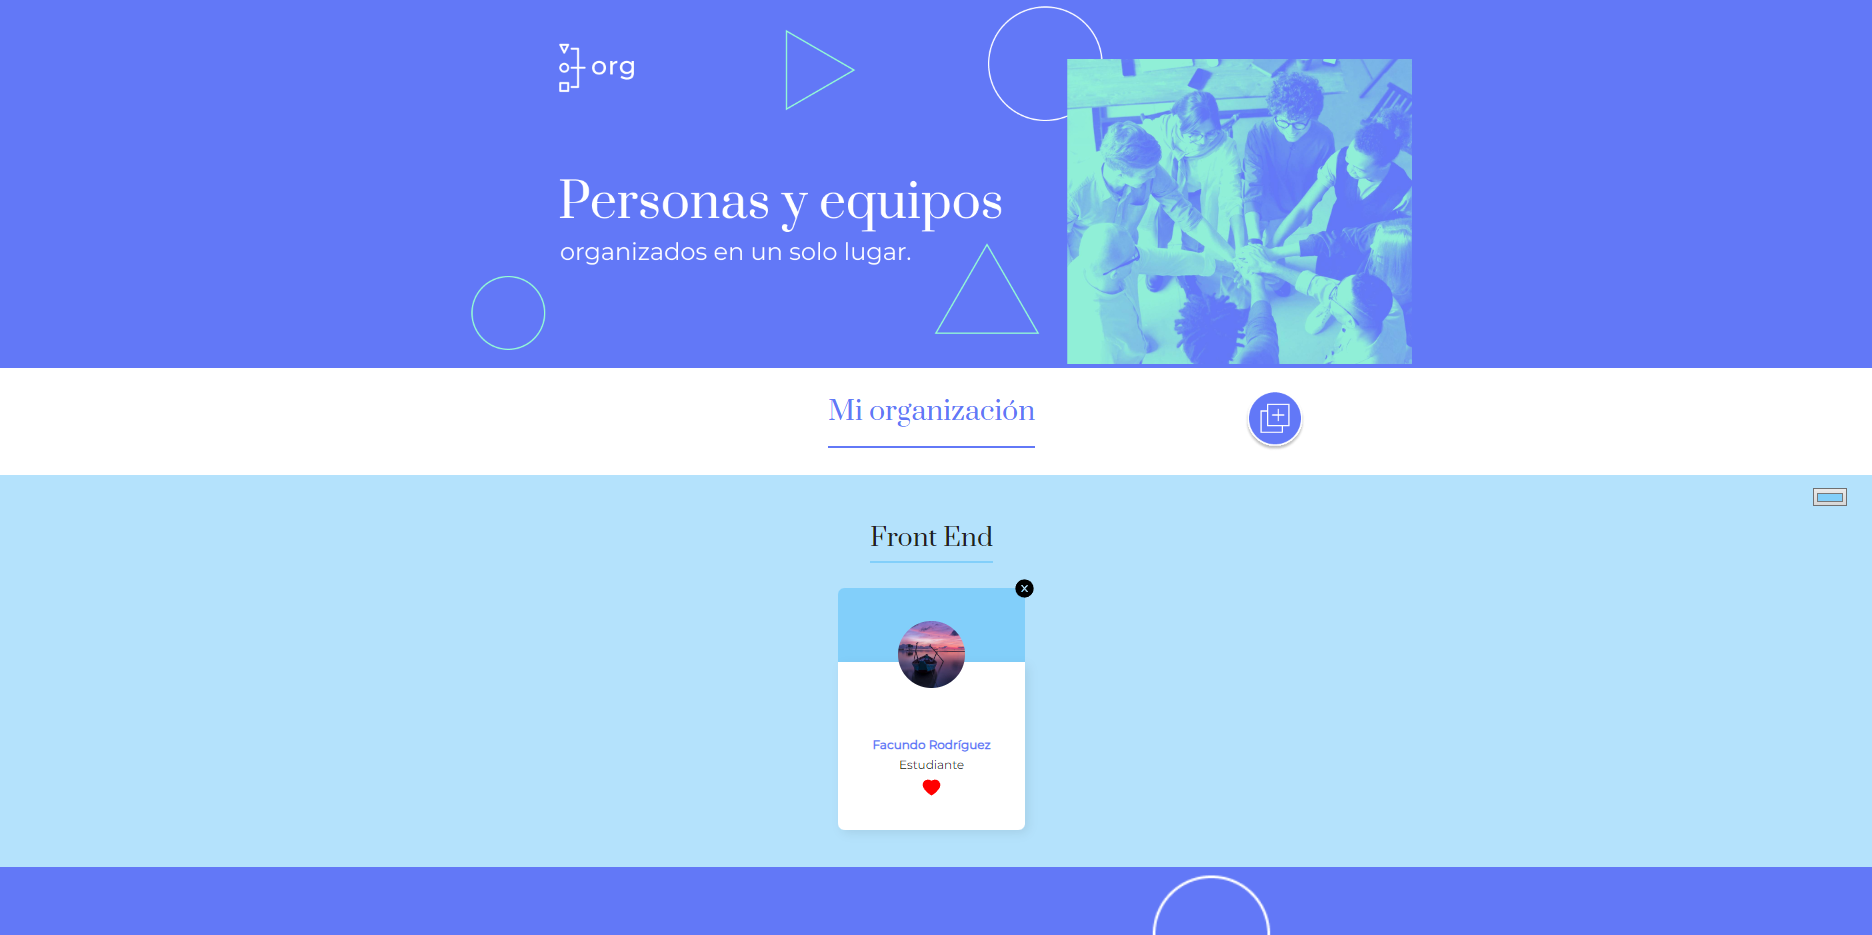 org
Personas y equipos
organizados en un solo lugar.
Mi organización
Front End
Facundo Rodríguez
Estudiante